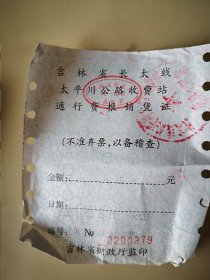 吉林省长太线
太平川公路收费站
通行费报销凭证
(不准弃票,以备稽查)
金额: 元
日期:
编号: No 0200379
吉林省财政厅监印